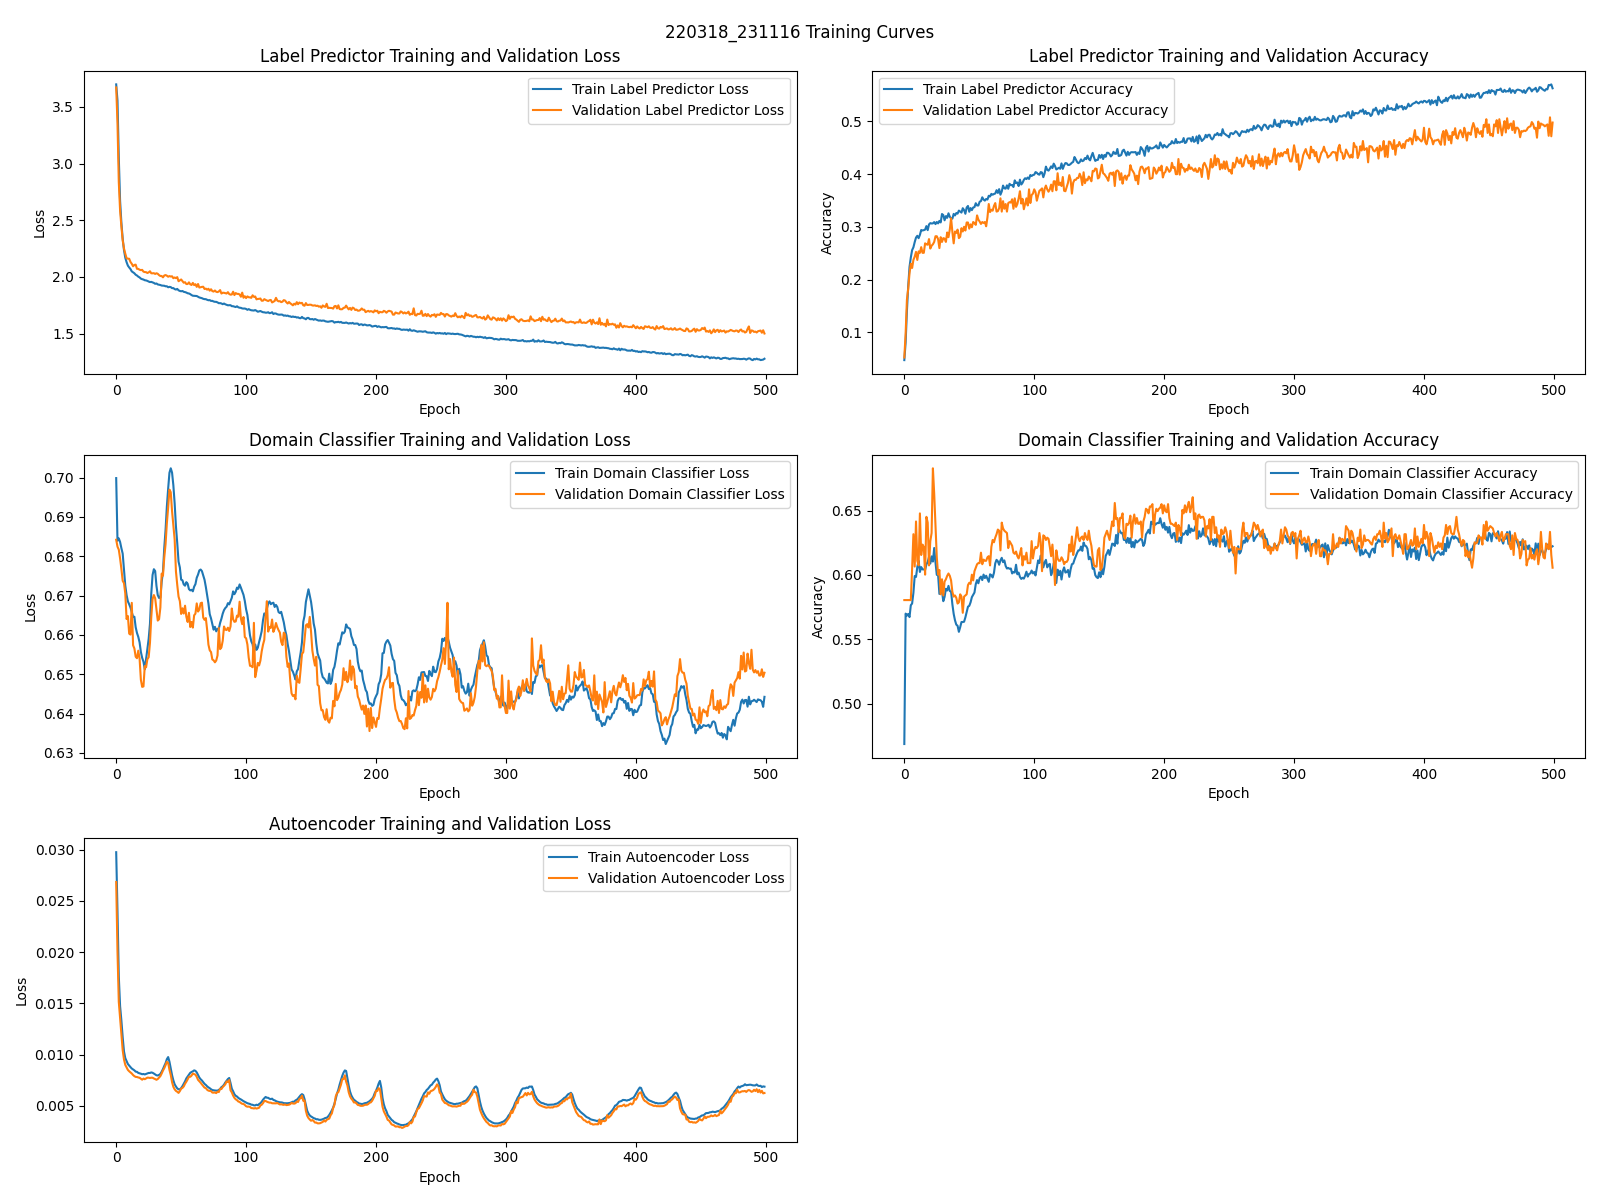 220318_231116 Training Curves
Label Predictor Training and Validation Loss
Train Label Predictor Loss
Validation Label Predictor Loss
3.5
3.0
2.5
2.0
1.5
Loss
0 100 200 300 400 500
Epoch
Label Predictor Training and Validation Accuracy
Train Label Predictor Accuracy
Validation Label Predictor Accuracy
0.5
0.4
0.3
0.2
0.1
Accuracy
0 100 200 300 400 500
Epoch
Domain Classifier Training and Validation Loss
Train Domain Classifier Loss
Validation Domain Classifier Loss
0.70
0.69
0.68
0.67
0.66
0.65
0.64
0.63
Loss
0 100 200 300 400 500
Epoch
Domain Classifier Training and Validation Accuracy
Train Domain Classifier Accuracy
Validation Domain Classifier Accuracy
0.65
0.60
0.55
0.50
Accuracy
0 100 200 300 400 500
Epoch
Autoencoder Training and Validation Loss
Train Autoencoder Loss
Validation Autoencoder Loss
0.030
0.025
0.020
0.015
0.010
0.005
Loss
0 100 200 300 400 500
Epoch